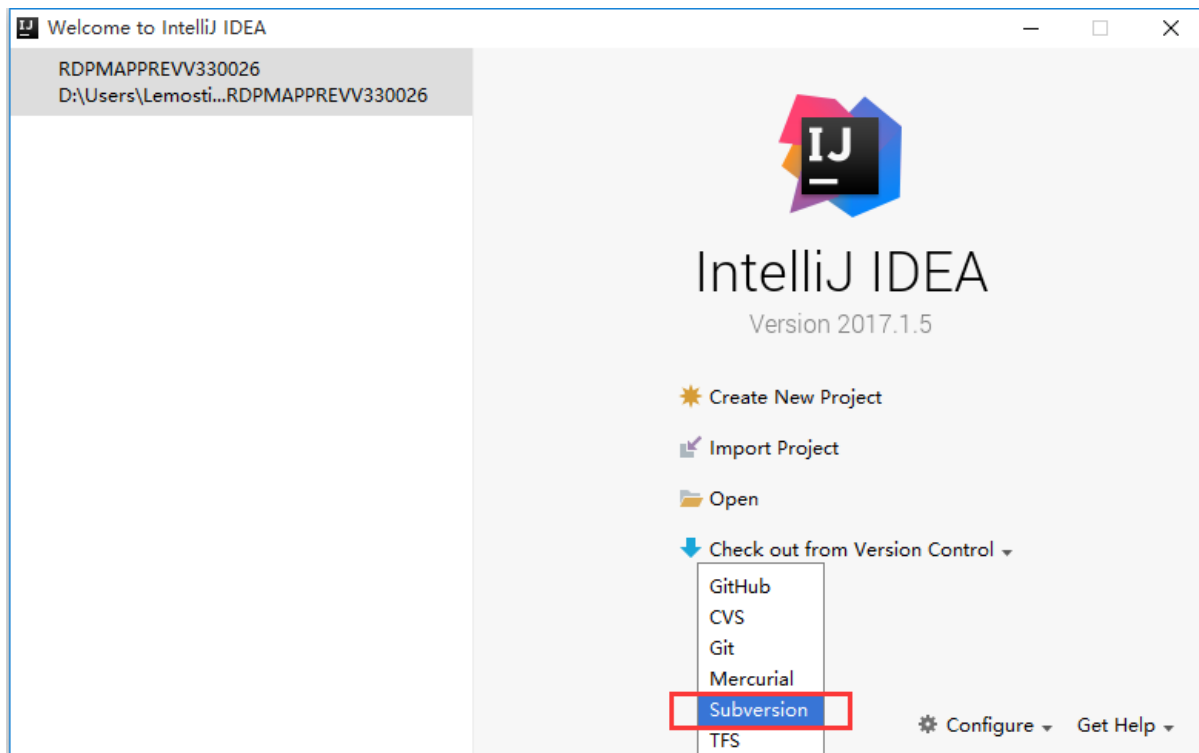 Welcome to IntelliJ IDEA
RDPMAPPREVV330026
D:\Users\Lemosti...RDPMAPPREVV330026
IJ
IntelliJ IDEA
Version 2017.1.5
Create New Project
Import Project
Open
Check out from Version Control
GitHub
CVS
Git
Mercurial
Subversion
TFS
Configure
Get Help